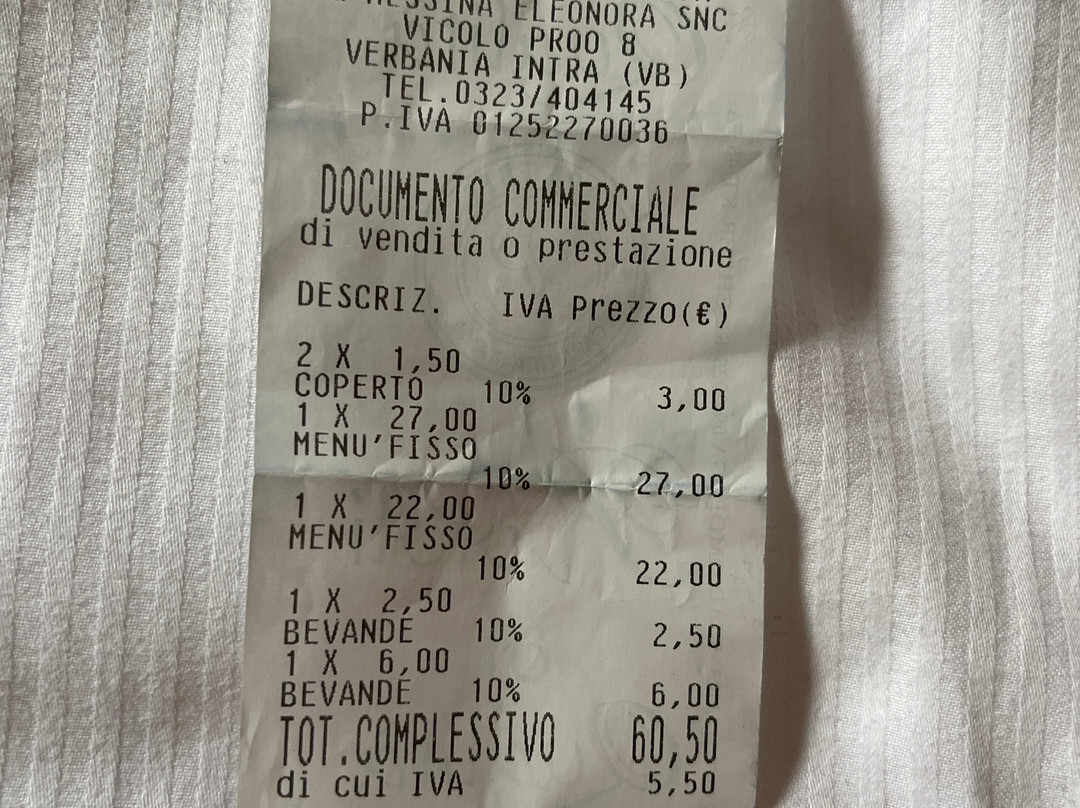 ELEONORA SNC
VICOLO PROO 8
VERBANIA INTRA (VB)
TEL.0323/404145
P.IVA 01252270036
DOCUMENTO COMMERCIALE
di vendita o prestazione
DESCRIZ. IVA Prezzo(€)
2 X 1,50
COPERTO 10% 3,00
1 X 27,00
MENU'FISSO
10% 27,00
1 X 22,00
MENU'FISSO
10% 22,00
1 X 2,50
BEVANDE 10% 2,50
1 X 6,00
BEVANDE 10% 6,00
TOT.COMPLESSIVO 60,50
di cui IVA 5,50